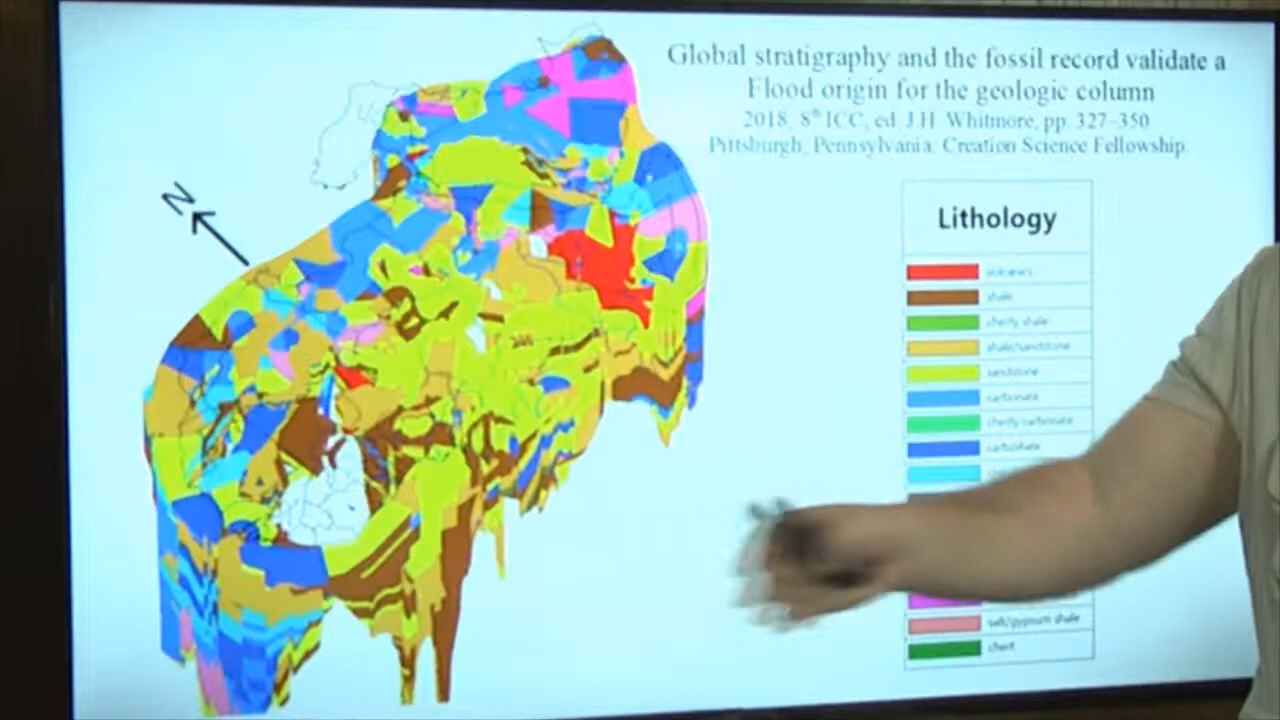 Global stratigraphy and the fossil record validate a
Flood origin for the geologic column
2018, 8th ICC, ed. J.H. Whitmore, pp. 327–350
Pittsburgh, Pennsylvania: Creation Science Fellowship.
N
Lithology
volcanics
shale
cherty shale
shale/sandstone
sandstone
carbonate
cherty carbonate
salt/gypsum shale
chert